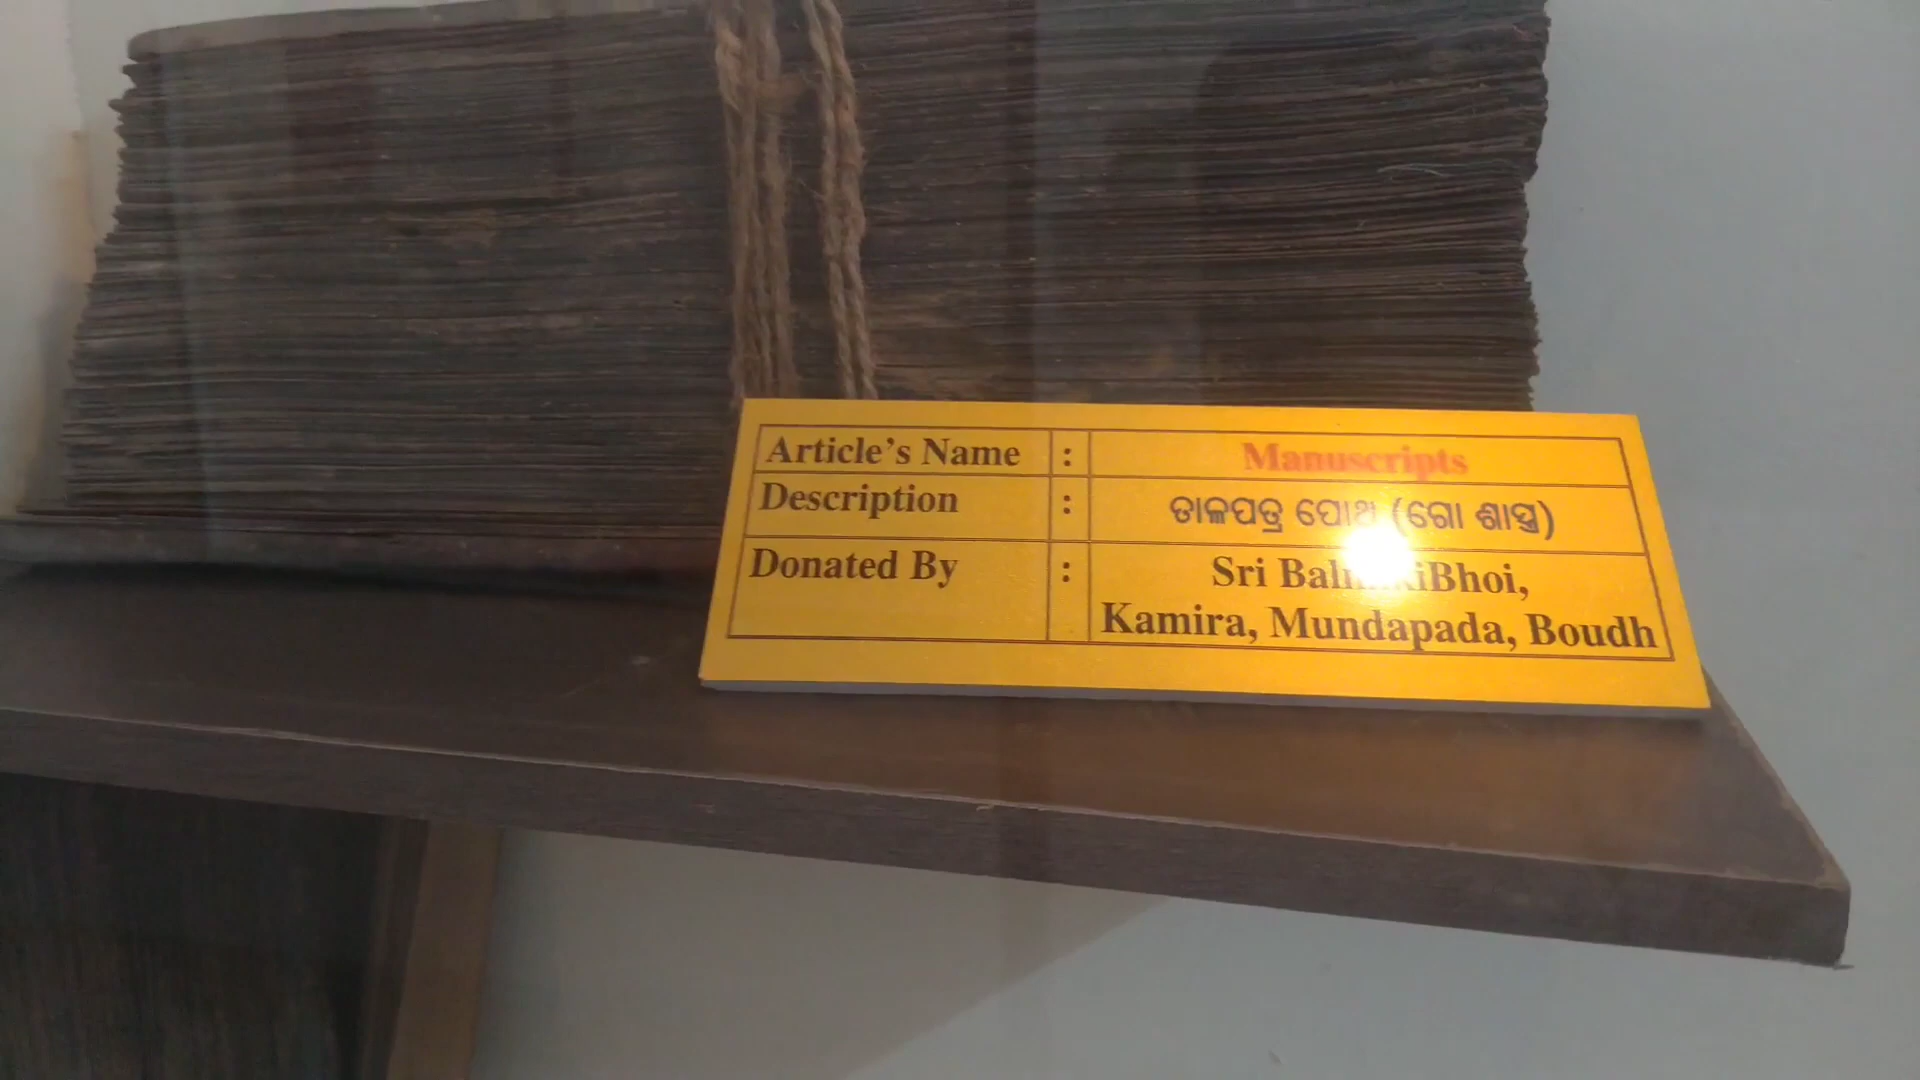 Article's Name : Manuscripts
Description : ତାଳପତ୍ର (ଗୋ ଶାସ୍ତ୍ର)
Donated By : Sri
Kamira, Mundapada, Boudh